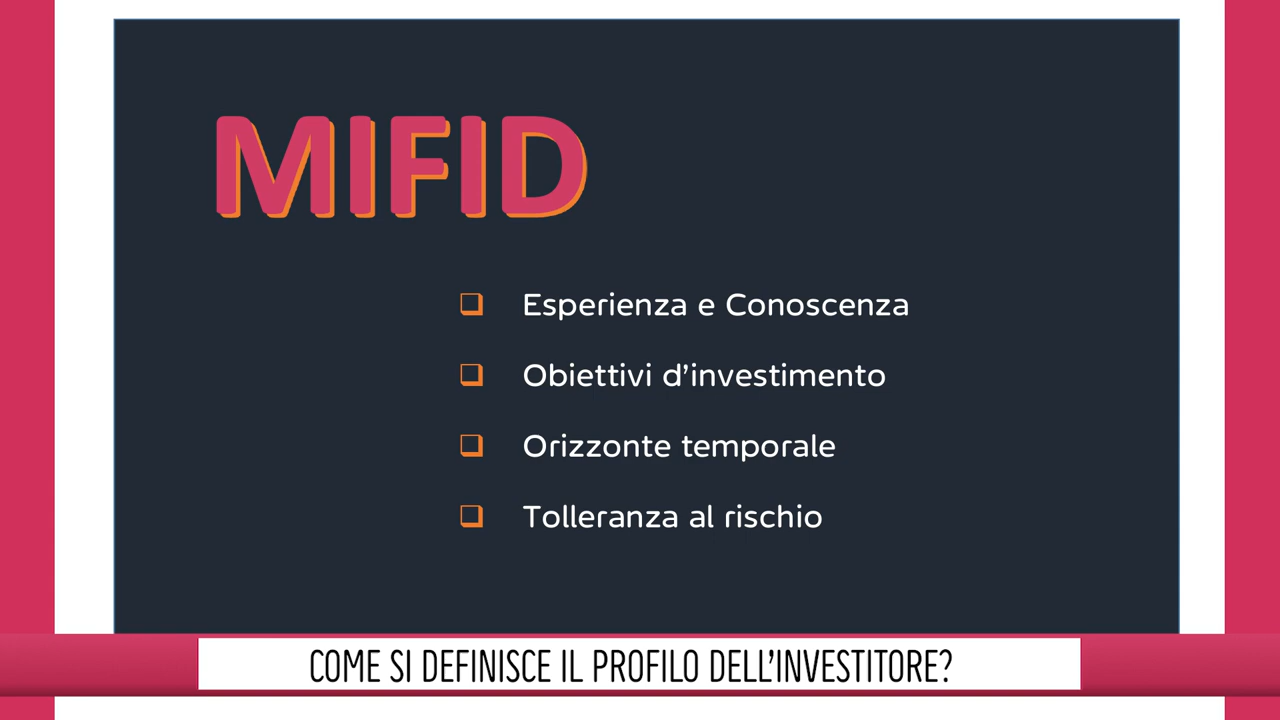 MIFID
Esperienza e Conoscenza
Obiettivi d’investimento
Orizzonte temporale
Tolleranza al rischio
COME SI DEFINISCE IL PROFILO DELL’INVESTITORE?